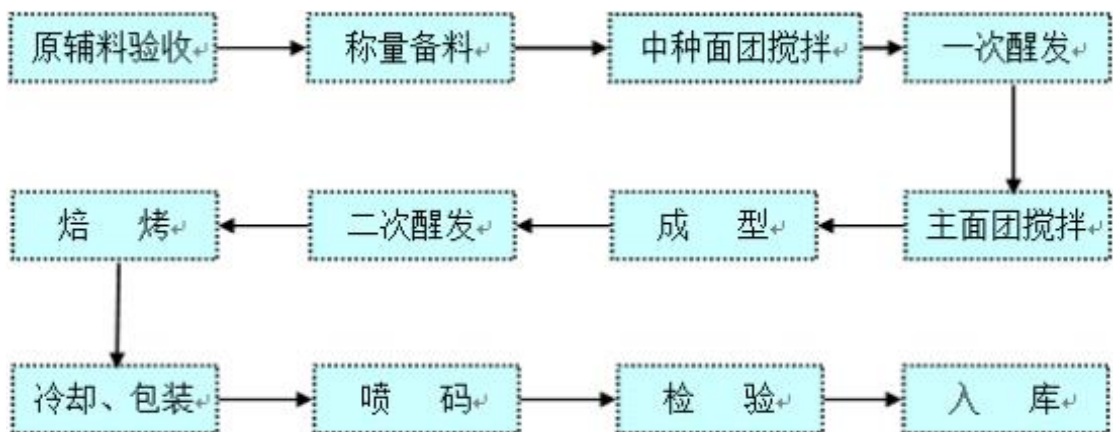 原辅料验收 称量备料 中种面团搅拌 一次醒发
焙 烤 二次醒发 成 型 主面团搅拌
冷却、包装 喷 码 检 验 入 库